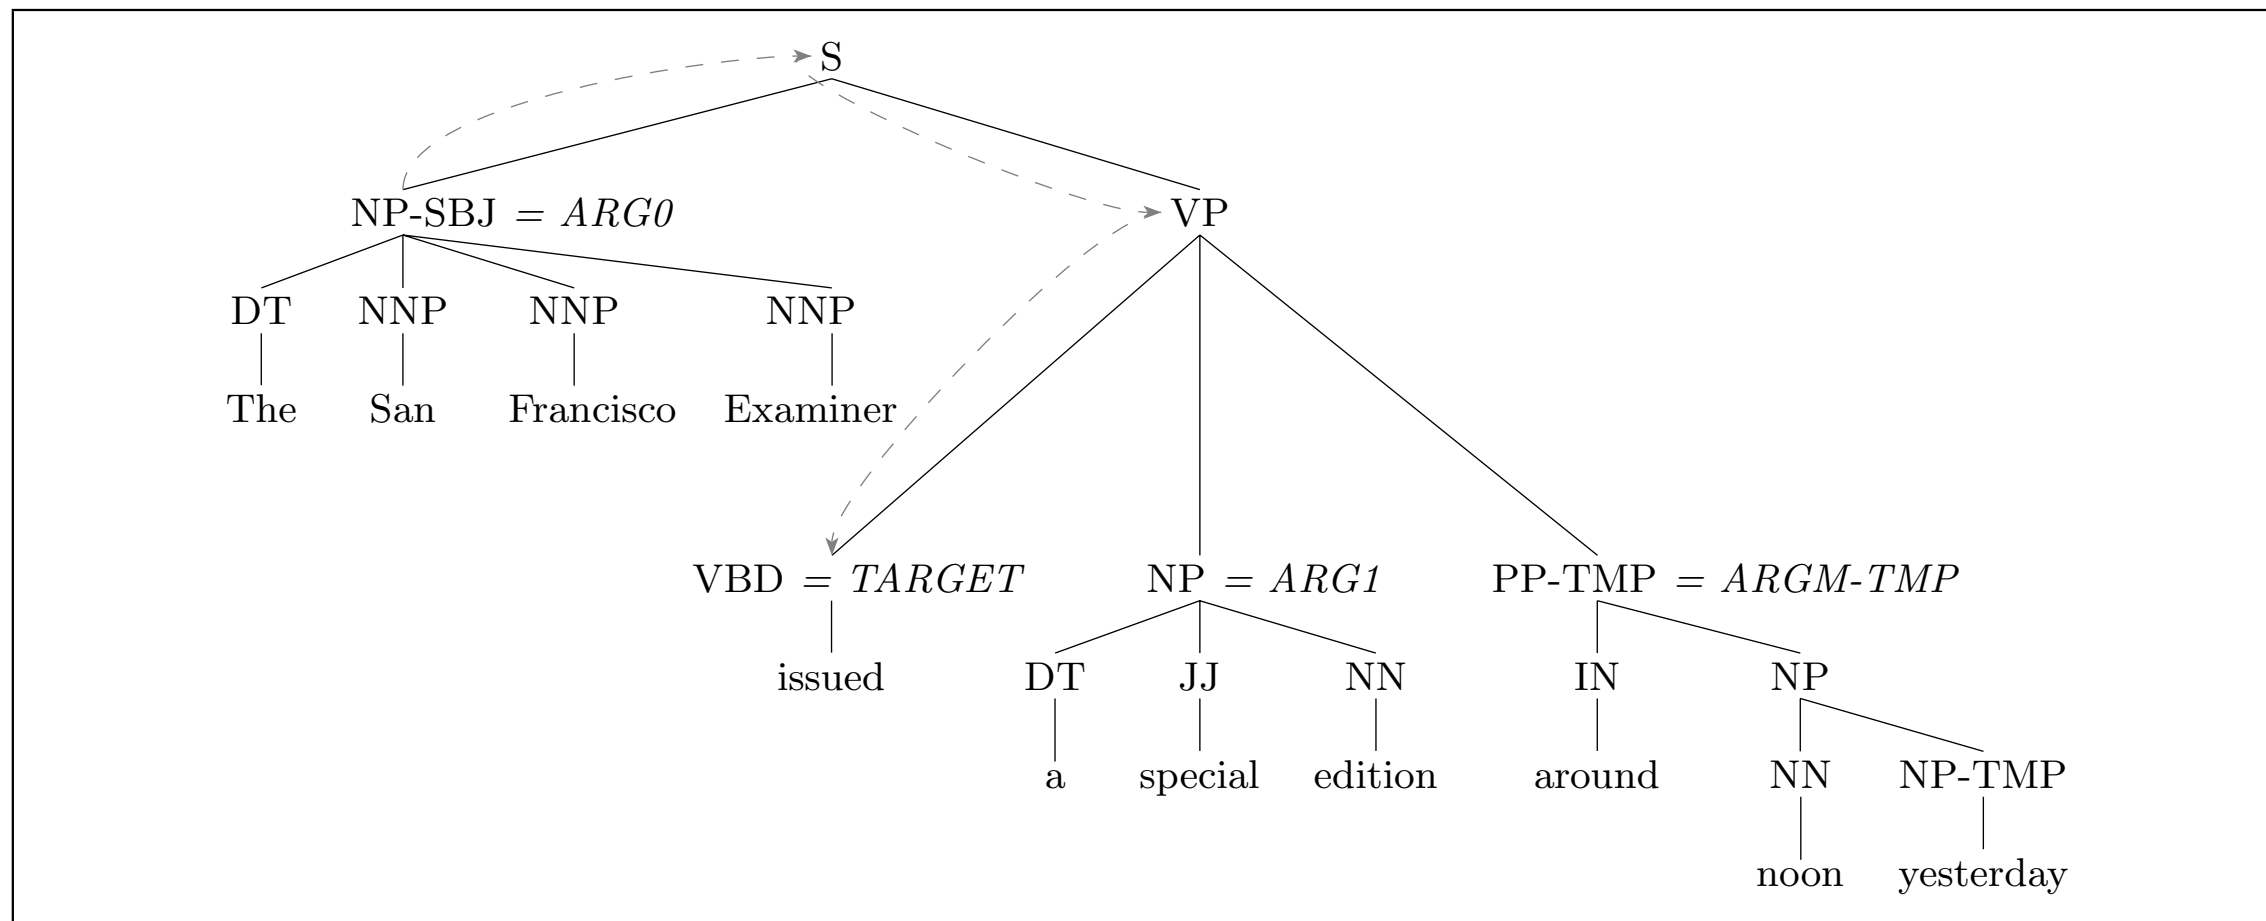 S
NP-SBJ = ARG0 VP
DT NNP NNP NNP
The San Francisco Examiner
VBD = TARGET NP = ARG1 PP-TMP = ARGM-TMP
issued DT JJ NN IN NP
a special edition around NN NP-TMP
noon yesterday